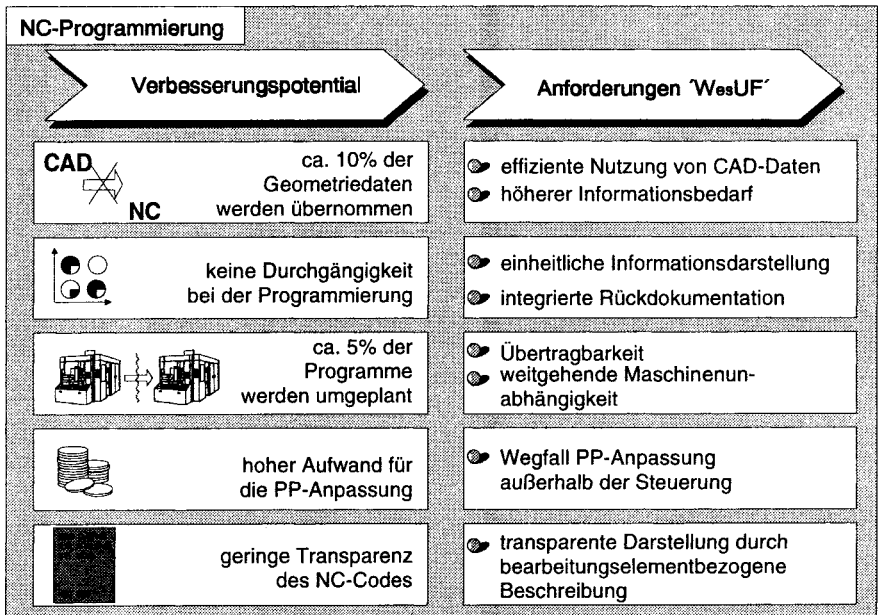 NC-Programmierung
Verbesserungspotential
Anforderungen ´WesUF´
CAD
NC
ca. 10% der
Geometriedaten
werden übernommen
effiziente Nutzung von CAD-Daten
höherer Informationsbedarf
keine Durchgängigkeit
bei der Programmierung
einheitliche Informationsdarstellung
integrierte Rückdokumentation
ca. 5% der
Programme
werden umgeplant
Übertragbarkeit
weitgehende Maschinenun-
abhängigkeit
hoher Aufwand für
die PP-Anpassung
Wegfall PP-Anpassung
außerhalb der Steuerung
geringe Transparenz
des NC-Codes
transparente Darstellung durch
bearbeitungselementbezogene
Beschreibung